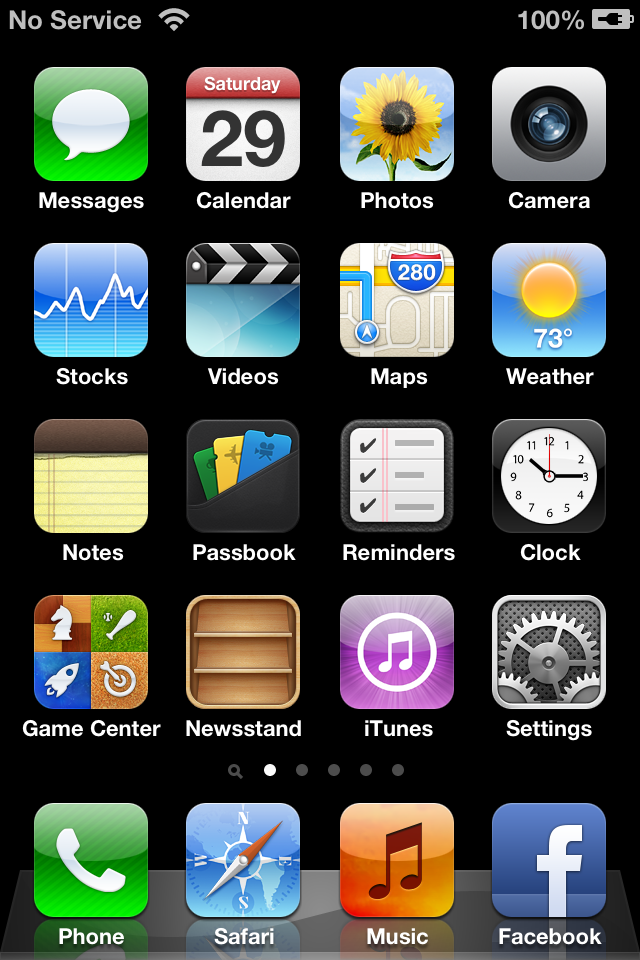 No Service 100%
Saturday
29
Messages Calendar Photos Camera
280
73°
Stocks Videos Maps Weather
11 12 1
10 2
9 3
8 4
7 6 5
Notes Passbook Reminders Clock
Game Center Newsstand iTunes Settings
N
W E
S
f
Phone Safari Music Facebook